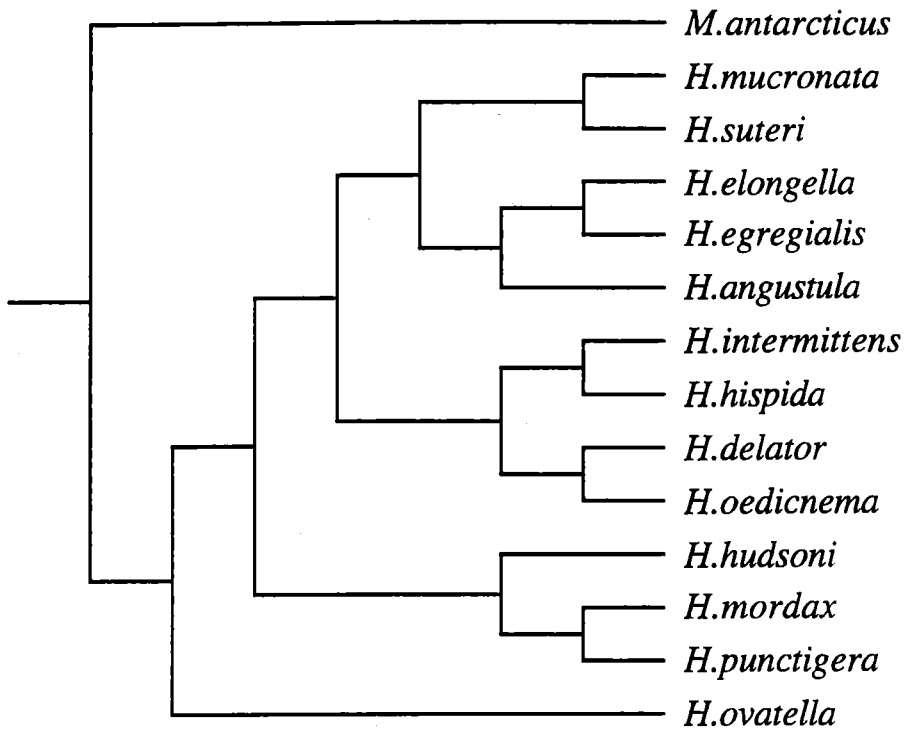 M.antarcticus
H.mucronata
H.suteri
H.elongella
H.egregialis
H.angustula
H.intermittens
H.hispida
H.delator
H.oedicnema
H.hudsoni
H.mordax
H.punctigera
H.ovatella